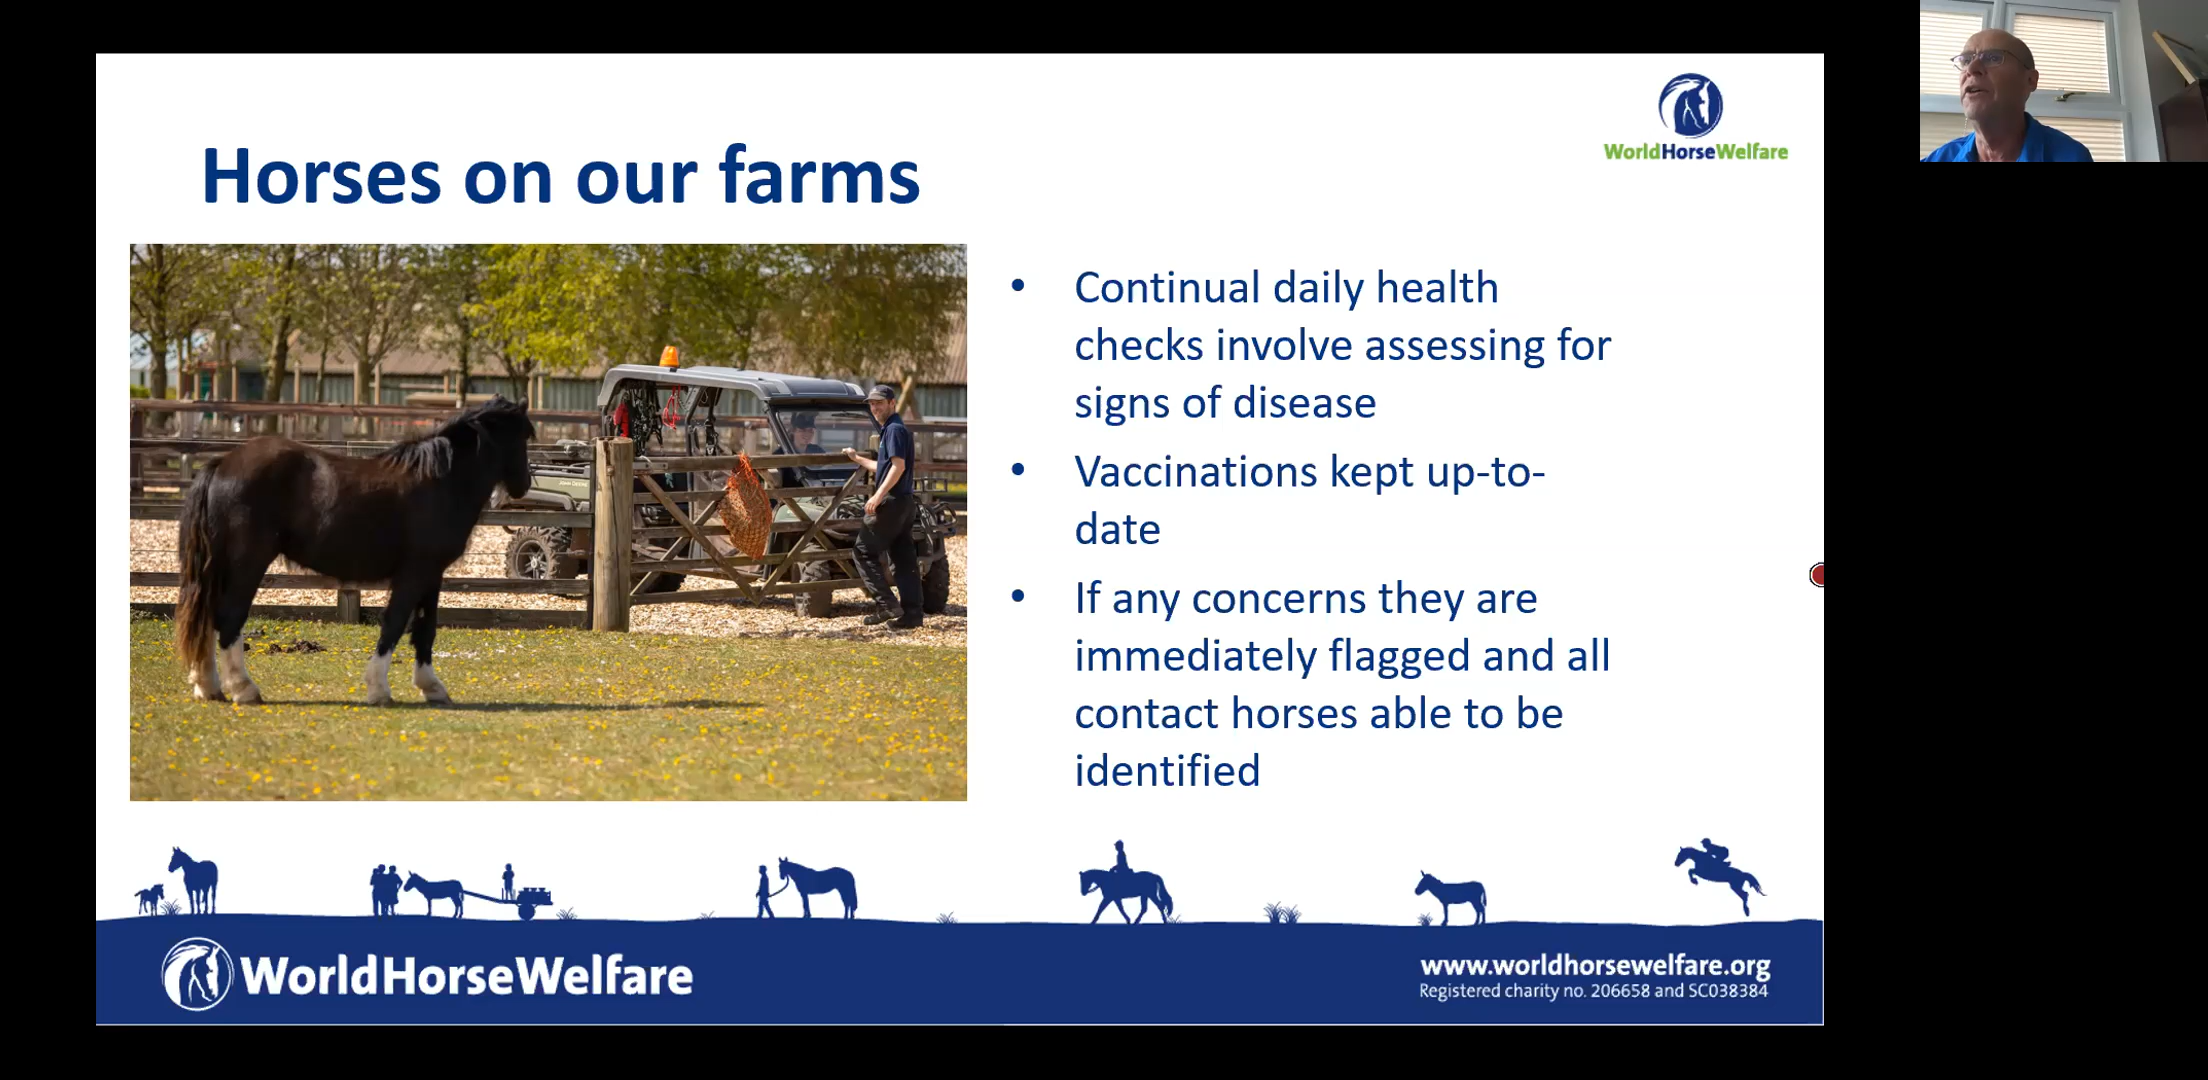 WorldHorseWelfare
Horses on our farms
• Continual daily health
checks involve assessing for
signs of disease
• Vaccinations kept up-to-
date
• If any concerns they are
immediately flagged and all
contact horses able to be
identified
JOHN DEERE
WorldHorseWelfare
www.worldhorsewelfare.org
Registered charity no. 206658 and SC038384